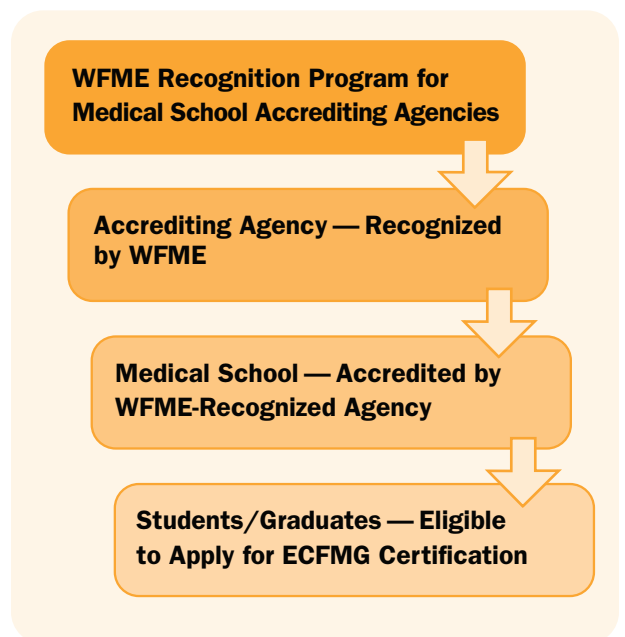 WFME Recognition Program for
Medical School Accrediting Agencies
Accrediting Agency — Recognized
by WFME
Medical School — Accredited by
WFME-Recognized Agency
Students/Graduates — Eligible
to Apply for ECFMG Certification